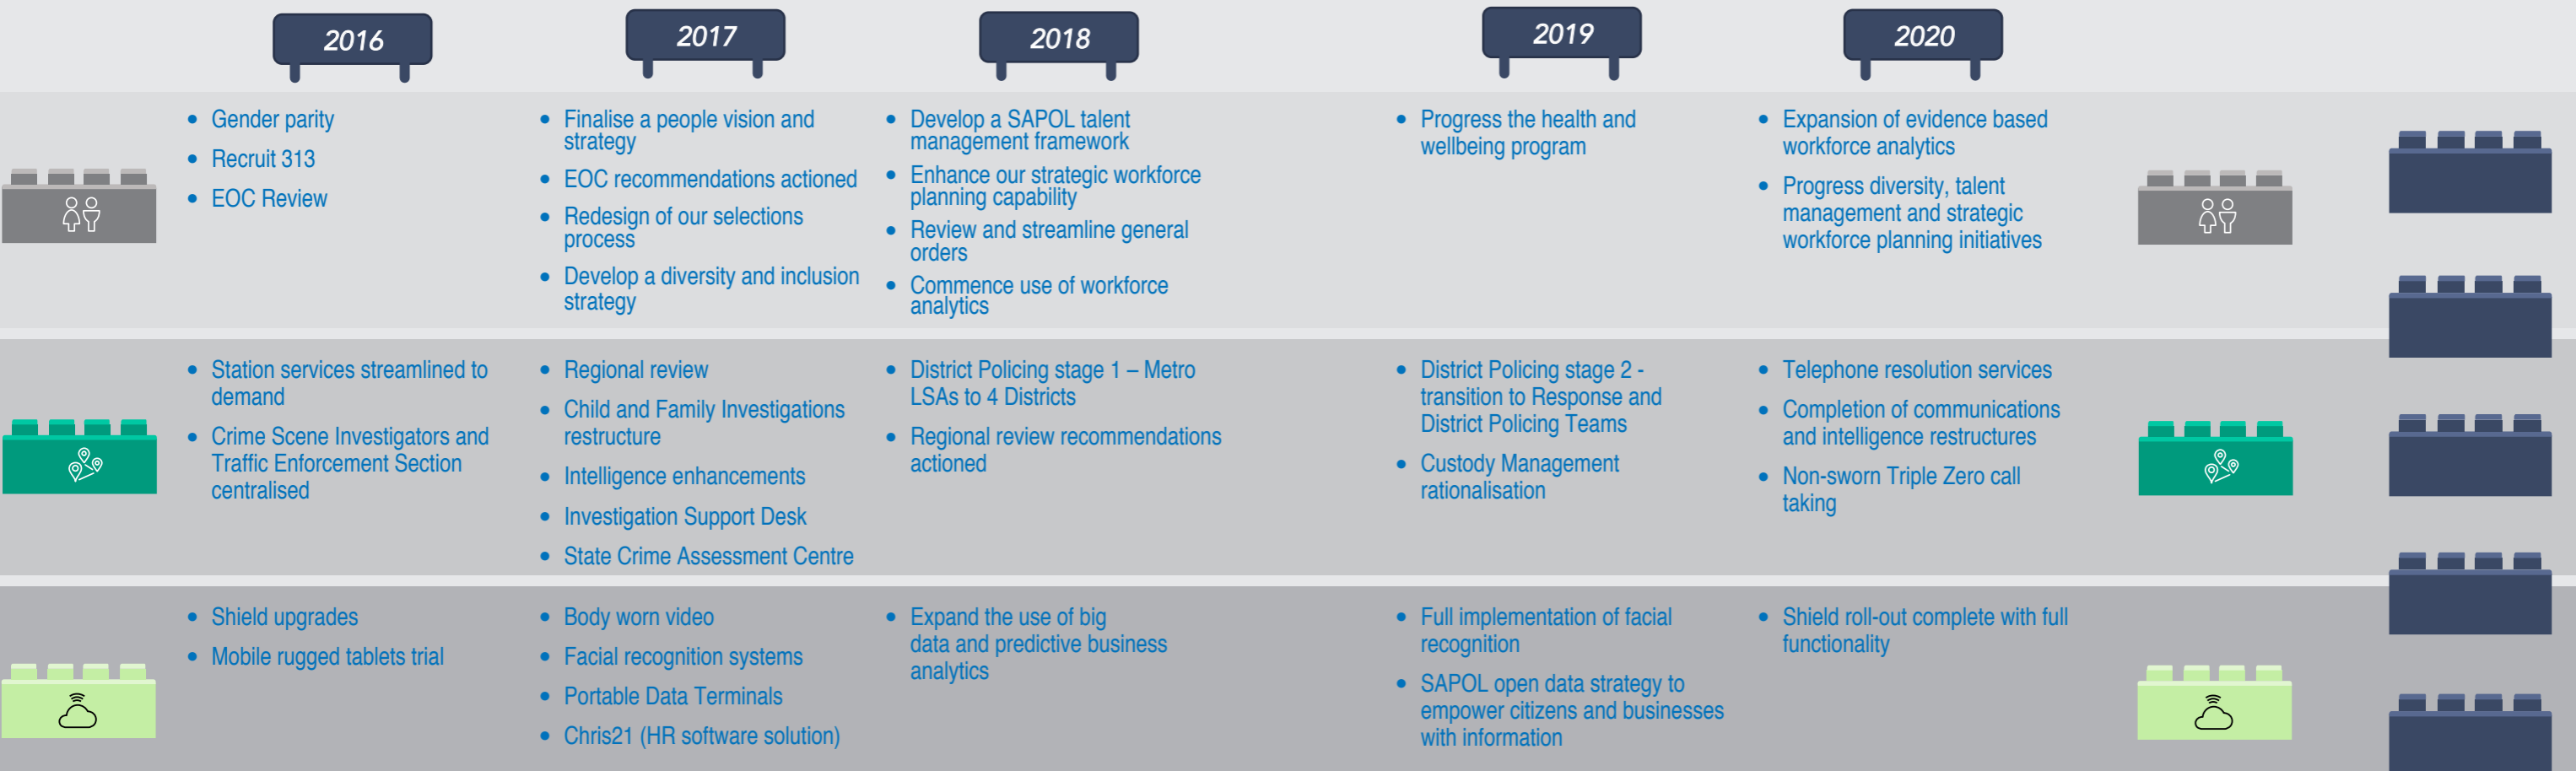 2016
2017
2018
2019
2020
• Gender parity
• Recruit 313
• EOC Review
• Finalise a people vision and
strategy
• EOC recommendations actioned
• Redesign of our selections
process
• Develop a diversity and inclusion
strategy
• Develop a SAPOL talent
management framework
• Enhance our strategic workforce
planning capability
• Review and streamline general
orders
• Commence use of workforce
analytics
• Progress the health and
wellbeing program
• Expansion of evidence based
workforce analytics
• Progress diversity, talent
management and strategic
workforce planning initiatives
• Station services streamlined to
demand
• Crime Scene Investigators and
Traffic Enforcement Section
centralised
• Regional review
• Child and Family Investigations
restructure
• Intelligence enhancements
• Investigation Support Desk
• State Crime Assessment Centre
• District Policing stage 1 – Metro
LSAs to 4 Districts
• Regional review recommendations
actioned
• District Policing stage 2 -
transition to Response and
District Policing Teams
• Custody Management
rationalisation
• Telephone resolution services
• Completion of communications
and intelligence restructures
• Non-sworn Triple Zero call
taking
• Shield upgrades
• Mobile rugged tablets trial
• Body worn video
• Facial recognition systems
• Portable Data Terminals
• Chris21 (HR software solution)
• Expand the use of big
data and predictive business
analytics
• Full implementation of facial
recognition
• SAPOL open data strategy to
empower citizens and businesses
with information
• Shield roll-out complete with full
functionality